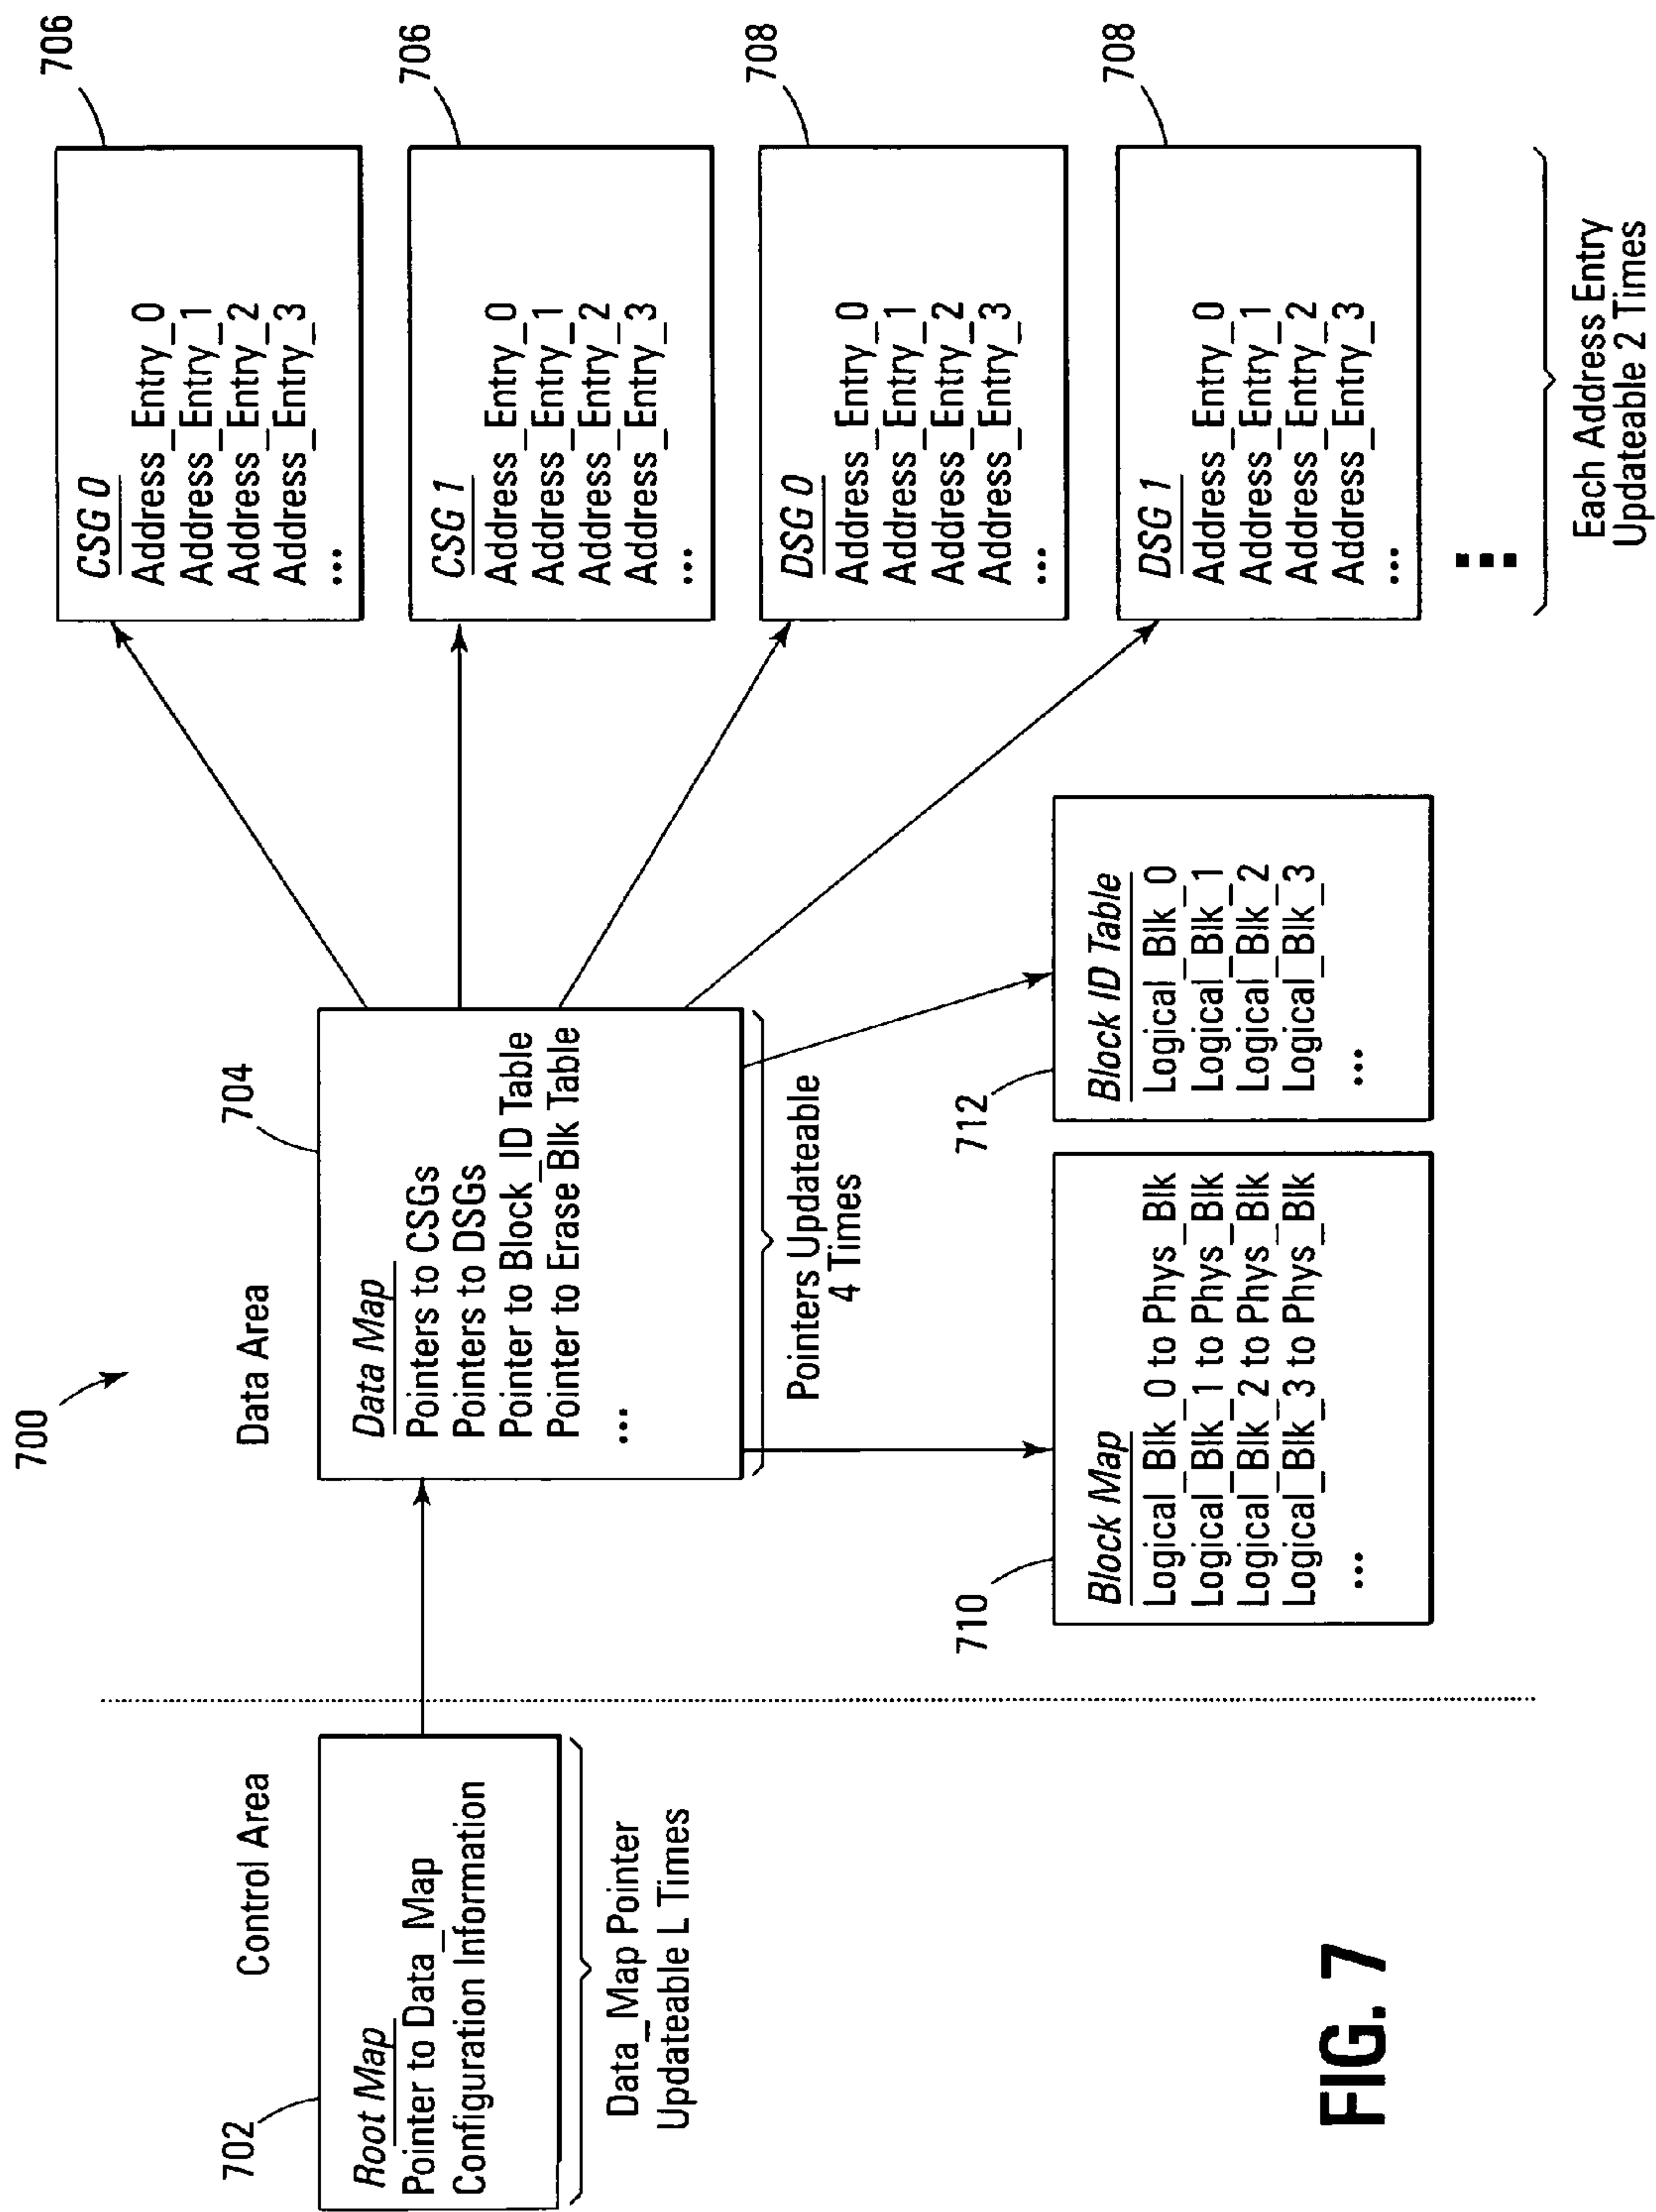 700
Control Area
Data Area
702
Root Map
Pointer to Data_Map
Configuration Information
Data_Map Pointer
Updateable L Times
704
Data Map
Pointers to CSGs
Pointers to DSGs
Pointer to Block_ID Table
Pointer to Erase_Blk Table
...
Pointers Updateable
4 Times
706
CSG 0
Address_Entry_0
Address_Entry_1
Address_Entry_2
Address_Entry_3
...
706
CSG 1
Address_Entry_0
Address_Entry_1
Address_Entry_2
Address_Entry_3
...
708
DSG 0
Address_Entry_0
Address_Entry_1
Address_Entry_2
Address_Entry_3
...
708
DSG 1
Address_Entry_0
Address_Entry_1
Address_Entry_2
Address_Entry_3
...
Each Address Entry
Updateable 2 Times
710
Block Map
Logical_Blk_0 to Phys_Blk
Logical_Blk_1 to Phys_Blk
Logical_Blk_2 to Phys_Blk
Logical_Blk_3 to Phys_Blk
...
712
Block ID Table
Logical_Blk_0
Logical_Blk_1
Logical_Blk_2
Logical_Blk_3
...
FIG. 7